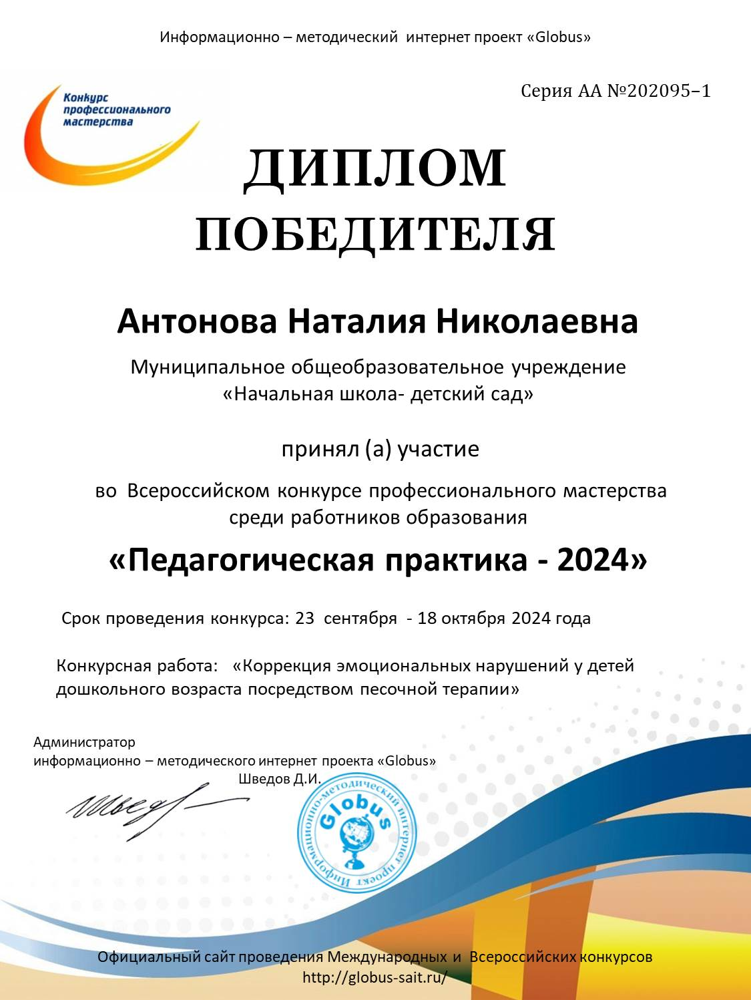 Информационно – методический интернет проект «Globus»
Серия АА №202095–1
Конкурс
профессионального
мастерства
ДИПЛОМ
ПОБЕДИТЕЛЯ
Антонова Наталия Николаевна
Муниципальное общеобразовательное учреждение
«Начальная школа- детский сад»
принял (а) участие
во Всероссийском конкурсе профессионального мастерства
среди работников образования
«Педагогическая практика - 2024»
Срок проведения конкурса: 23 сентября - 18 октября 2024 года
Конкурсная работа: «Коррекция эмоциональных нарушений у детей
дошкольного возраста посредством песочной терапии»
Администратор
информационно – методического интернет проекта «Globus»
Шведов Д.И.
Швед
Информационно-методический интернет проект
Globus
Официальный сайт проведения Международных и Всероссийских конкурсов
http://globus-sait.ru/